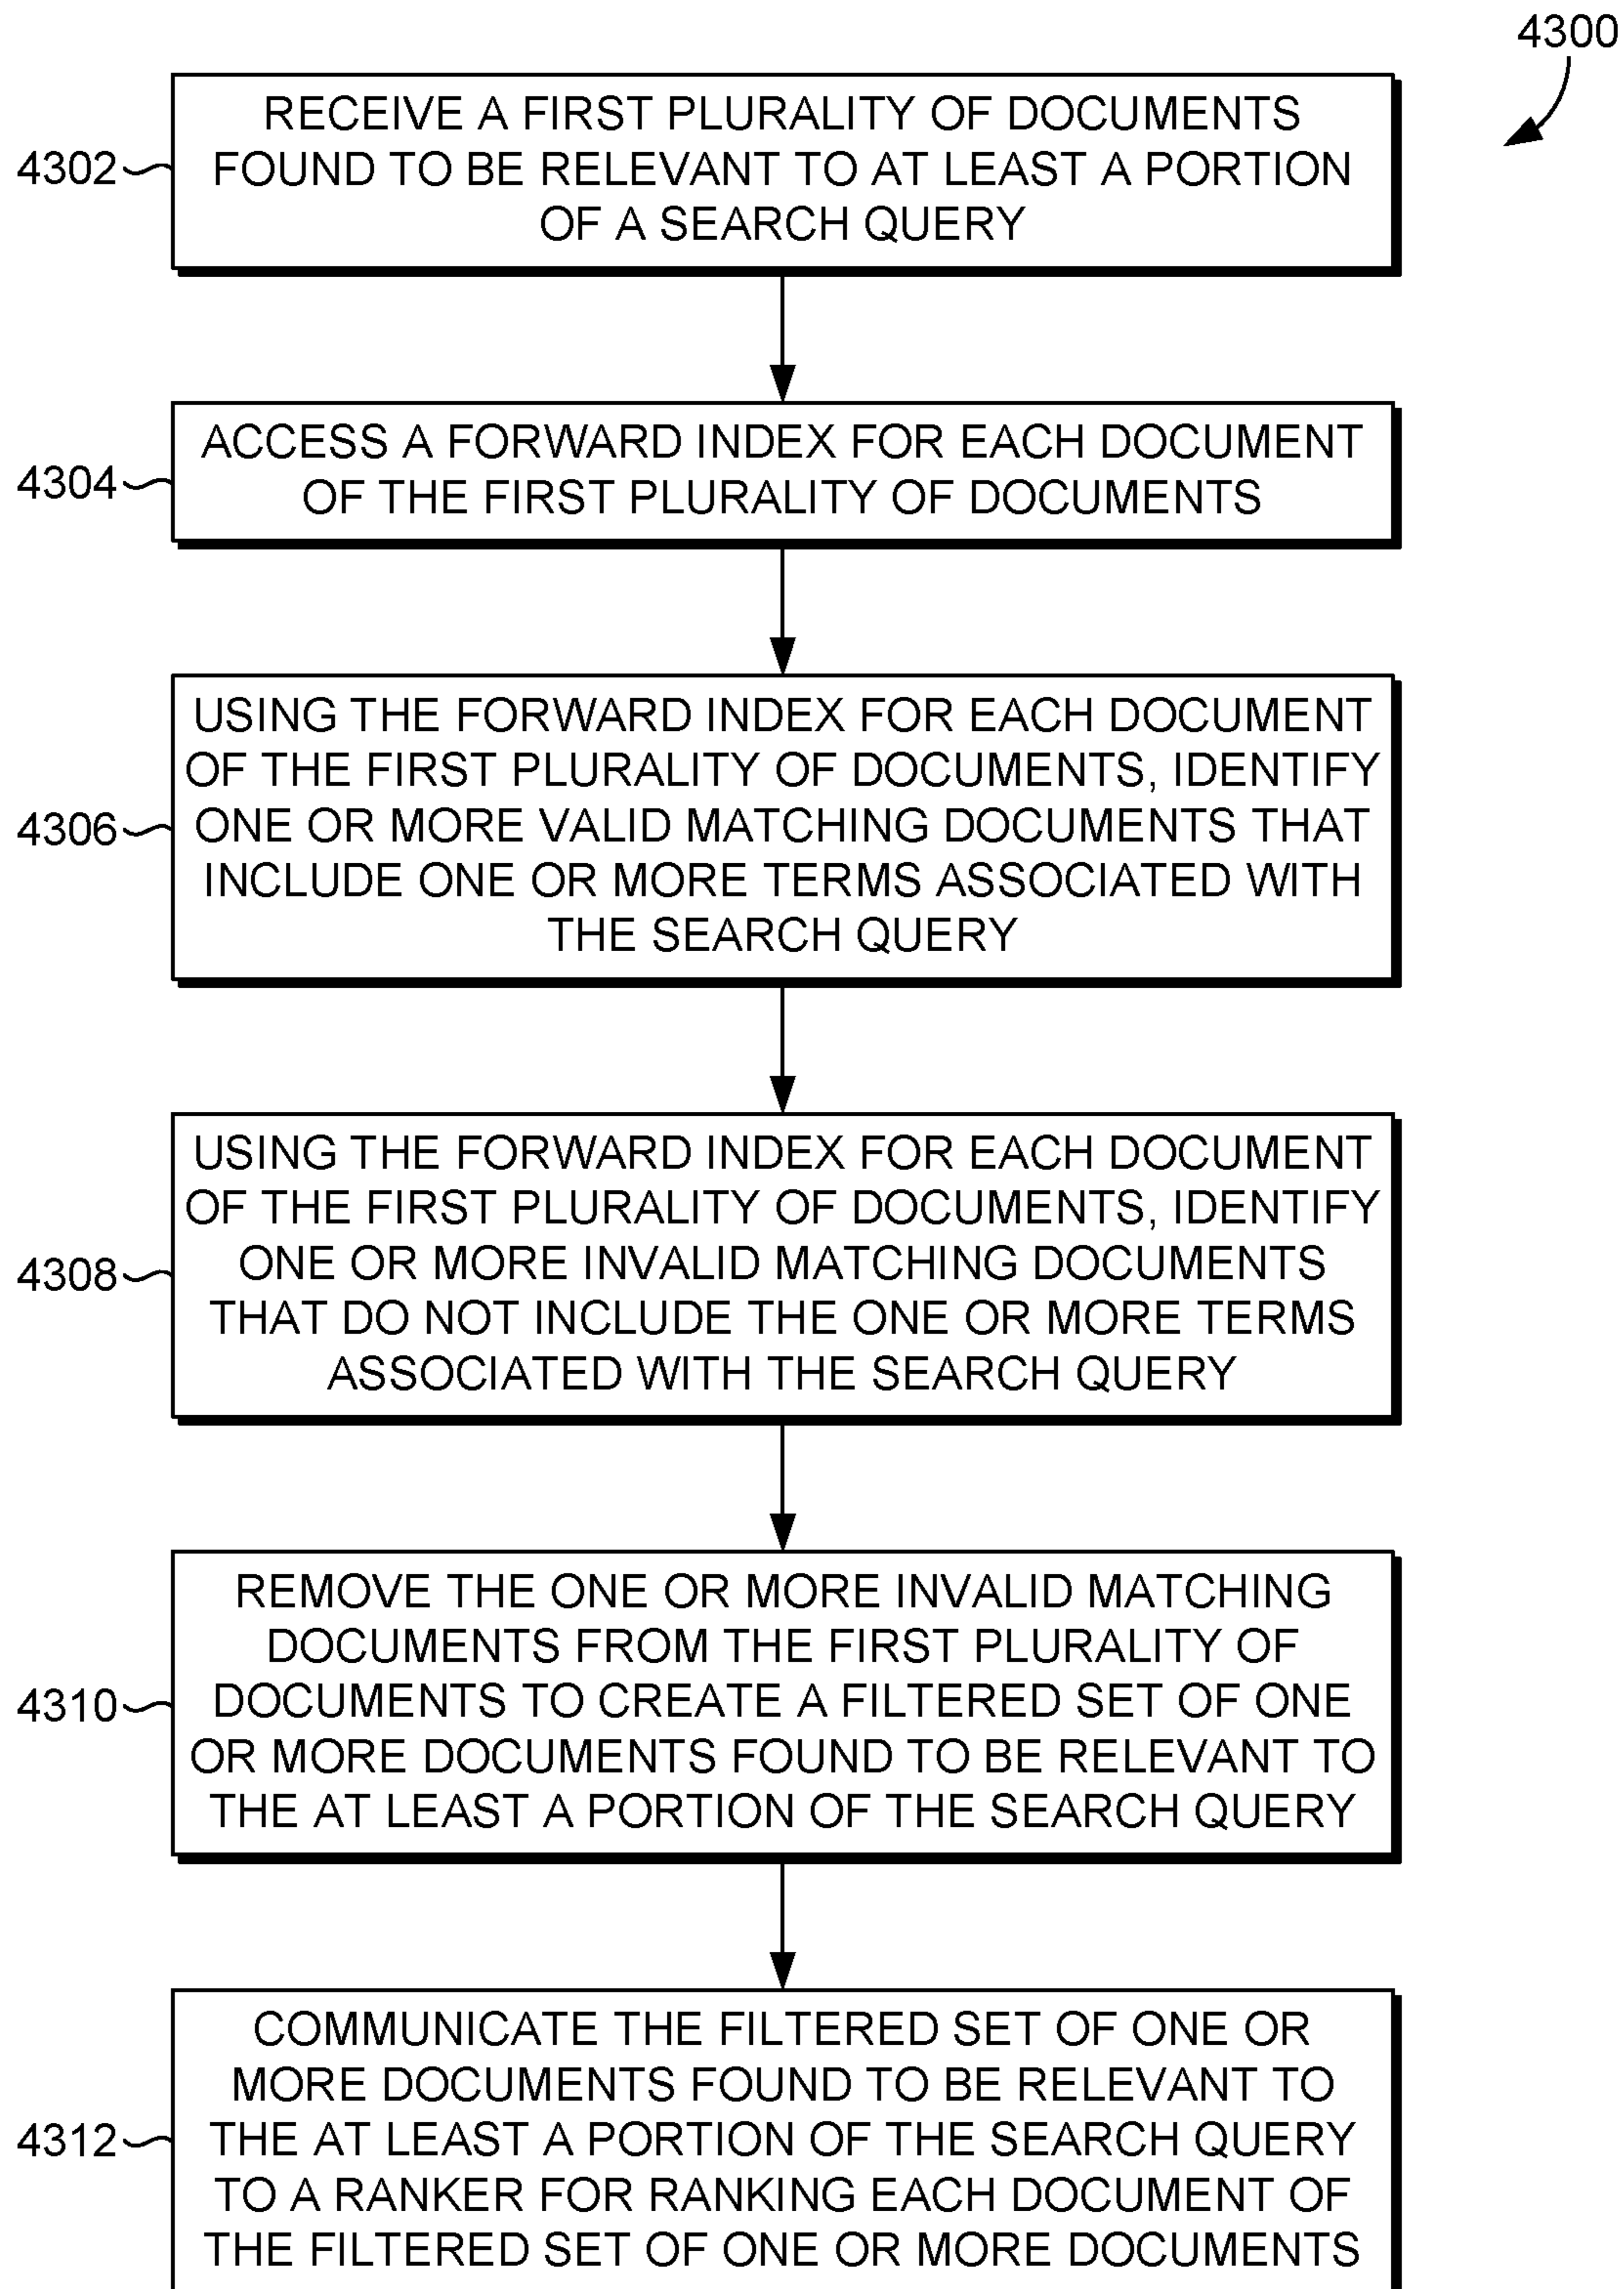 4300
RECEIVE A FIRST PLURALITY OF DOCUMENTS
4302 FOUND TO BE RELEVANT TO AT LEAST A PORTION
OF A SEARCH QUERY
ACCESS A FORWARD INDEX FOR EACH DOCUMENT
4304 OF THE FIRST PLURALITY OF DOCUMENTS
USING THE FORWARD INDEX FOR EACH DOCUMENT
OF THE FIRST PLURALITY OF DOCUMENTS, IDENTIFY
4306 ONE OR MORE VALID MATCHING DOCUMENTS THAT
INCLUDE ONE OR MORE TERMS ASSOCIATED WITH
THE SEARCH QUERY
USING THE FORWARD INDEX FOR EACH DOCUMENT
OF THE FIRST PLURALITY OF DOCUMENTS, IDENTIFY
4308 ONE OR MORE INVALID MATCHING DOCUMENTS
THAT DO NOT INCLUDE THE ONE OR MORE TERMS
ASSOCIATED WITH THE SEARCH QUERY
REMOVE THE ONE OR MORE INVALID MATCHING
DOCUMENTS FROM THE FIRST PLURALITY OF
4310 DOCUMENTS TO CREATE A FILTERED SET OF ONE
OR MORE DOCUMENTS FOUND TO BE RELEVANT TO
THE AT LEAST A PORTION OF THE SEARCH QUERY
COMMUNICATE THE FILTERED SET OF ONE OR
MORE DOCUMENTS FOUND TO BE RELEVANT TO
4312 THE AT LEAST A PORTION OF THE SEARCH QUERY
TO A RANKER FOR RANKING EACH DOCUMENT OF
THE FILTERED SET OF ONE OR MORE DOCUMENTS